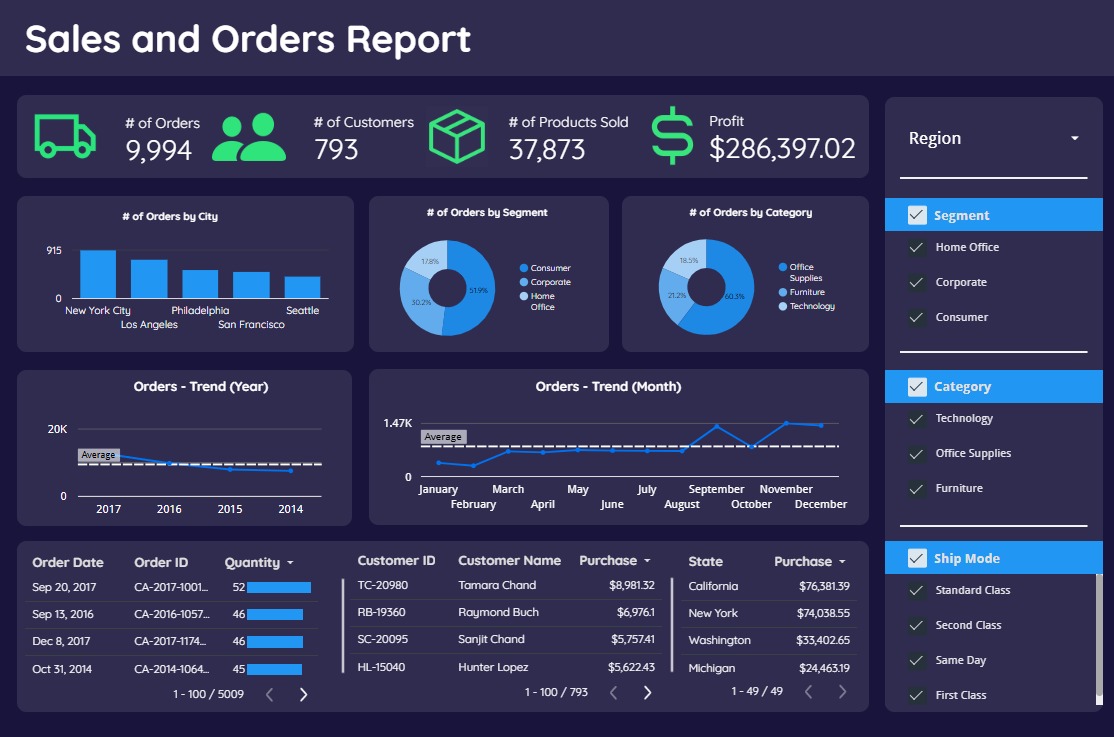 Sales and Orders Report
# of Orders
9,994
# of Customers
793
# of Products Sold
37,873
Profit
$286,397.02
# of Orders by City
915
0
New York City
Los Angeles
Philadelphia
San Francisco
Seattle
# of Orders by Segment
17.8%
51.9%
30.2%
Consumer
Corporate
Home
Office
# of Orders by Category
18.5%
21.2%
60.3%
Office
Supplies
Furniture
Technology
Orders - Trend (Year)
20K
Average
0
2017 2016 2015 2014
Orders - Trend (Month)
1.47K
Average
0
January
February
March
April
May
June
July
August
September
October
November
December
Order Date Order ID Quantity
Sep 20, 2017 CA-2017-1001... 52
Sep 13, 2016 CA-2016-1057... 46
Dec 8, 2017 CA-2017-1174... 46
Oct 31, 2014 CA-2014-1064... 45
1 - 100 / 5009
Customer ID Customer Name Purchase
TC-20980 Tamara Chand $8,981.32
RB-19360 Raymond Buch $6,976.1
SC-20095 Sanjit Chand $5,757.41
HL-15040 Hunter Lopez $5,622.43
1 - 100 / 793
State Purchase
California $76,381.39
New York $74,038.55
Washington $33,402.65
Michigan $24,463.19
1 - 49 / 49
Region
Segment
Home Office
Corporate
Consumer
Category
Technology
Office Supplies
Furniture
Ship Mode
Standard Class
Second Class
Same Day
First Class